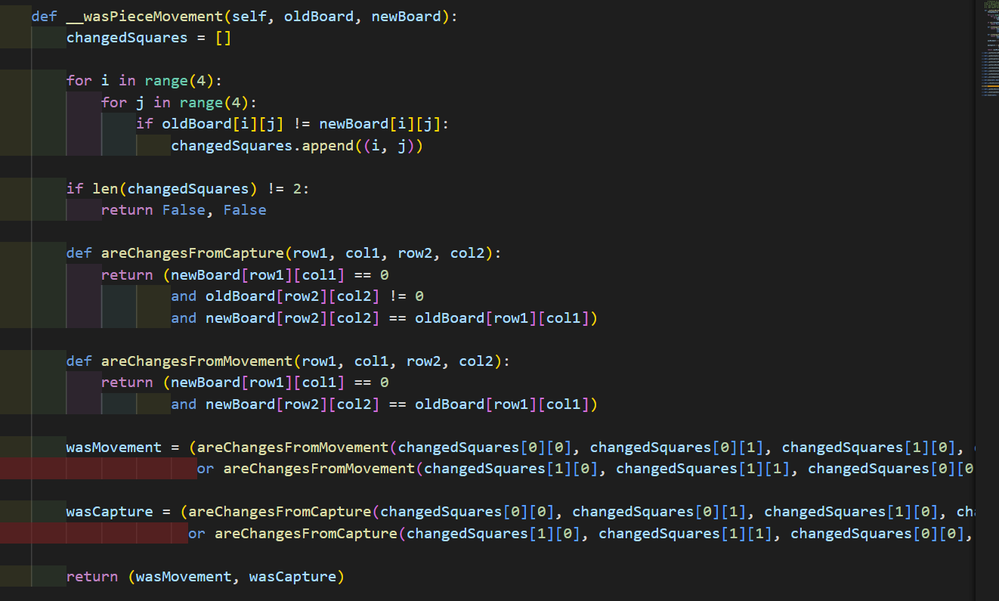 def __wasPieceMovement(self, oldBoard, newBoard):
changedSquares = []
for i in range(4):
for j in range(4):
if oldBoard[i][j] != newBoard[i][j]:
changedSquares.append((i, j))
if len(changedSquares) != 2:
return False, False
def areChangesFromCapture(row1, col1, row2, col2):
return (newBoard[row1][col1] == 0
and oldBoard[row2][col2] != 0
and newBoard[row2][col2] == oldBoard[row1][col1])
def areChangesFromMovement(row1, col1, row2, col2):
return (newBoard[row1][col1] == 0
and newBoard[row2][col2] == oldBoard[row1][col1])
wasMovement = (areChangesFromMovement(changedSquares[0][0], changedSquares[0][1], changedSquares[1][0],
or areChangesFromMovement(changedSquares[1][0], changedSquares[1][1], changedSquares[0][0
wasCapture = (areChangesFromCapture(changedSquares[0][0], changedSquares[0][1], changedSquares[1][0], ch
or areChangesFromCapture(changedSquares[1][0], changedSquares[1][1], changedSquares[0][0],
return (wasMovement, wasCapture)